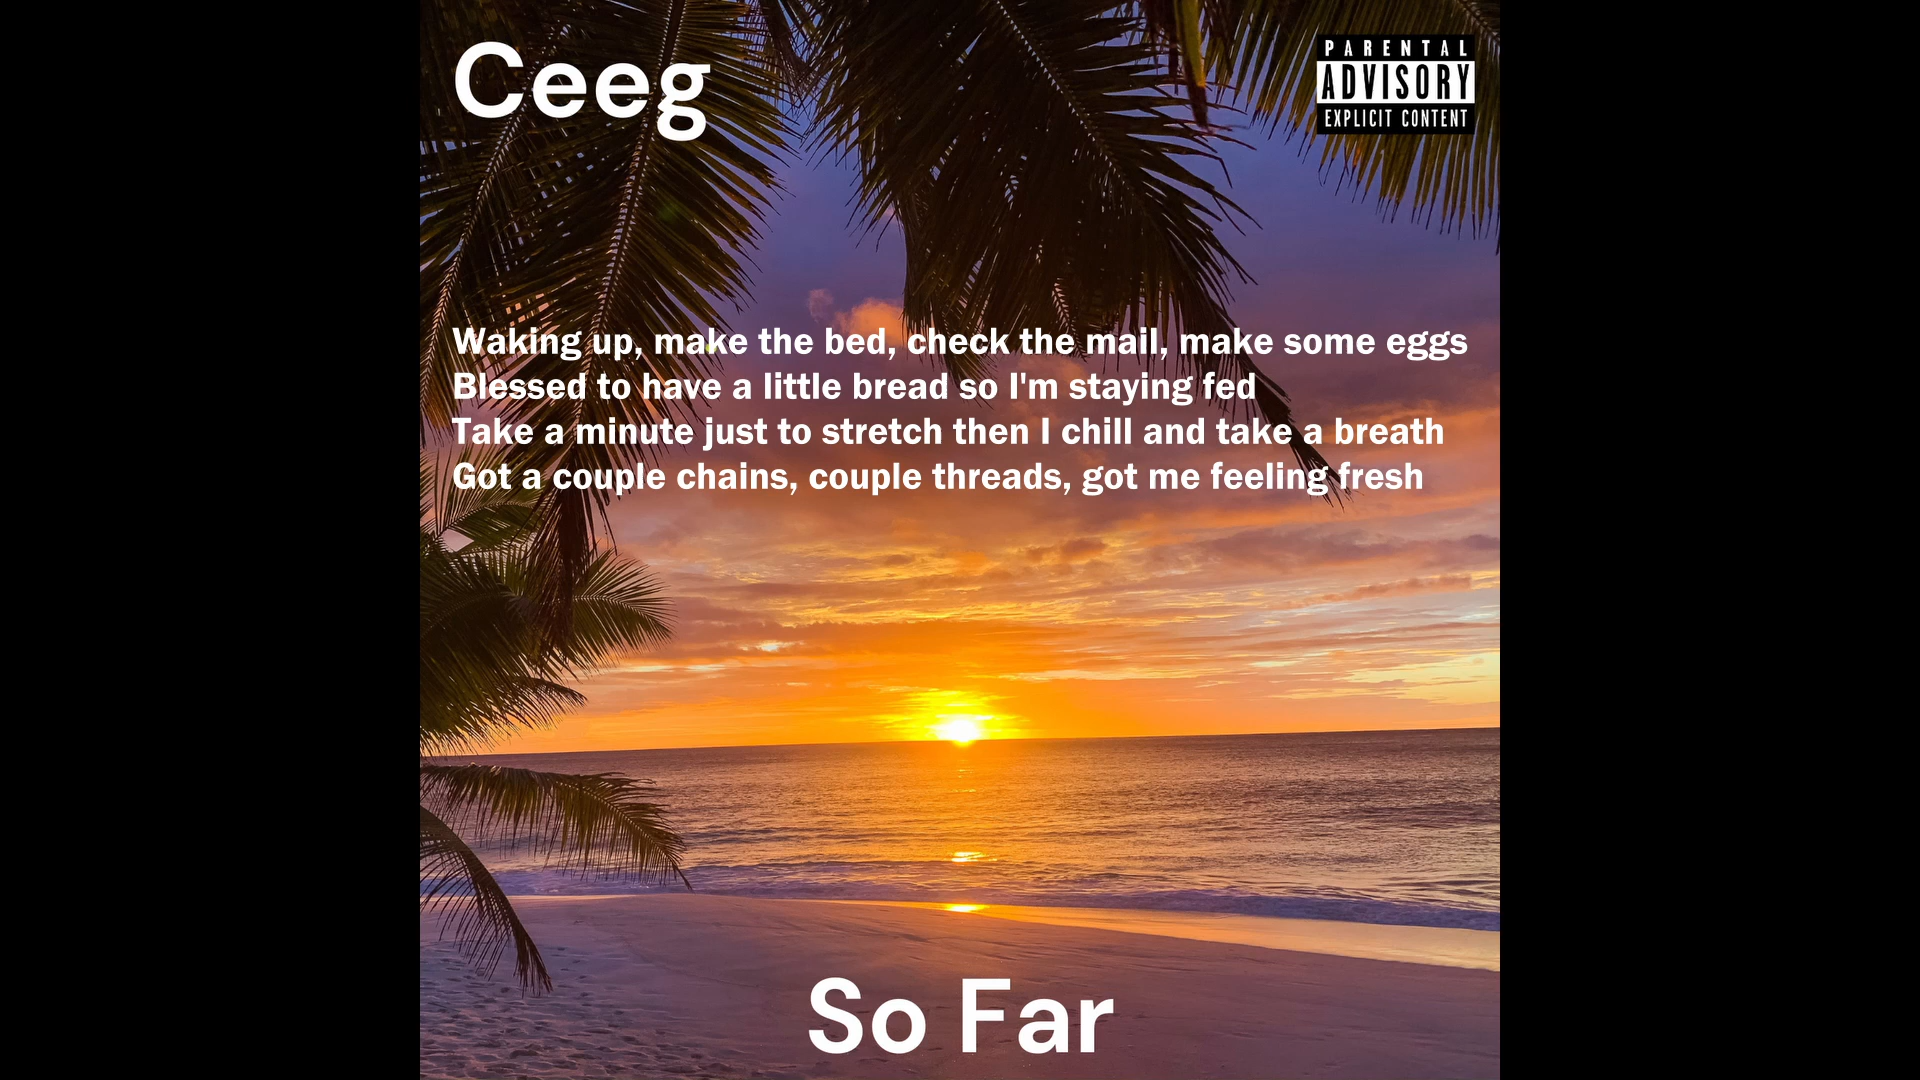 Ceeg
PARENTAL
ADVISORY
EXPLICIT CONTENT
Waking up, make the bed, check the mail, make some eggs
Blessed to have a little bread so I'm staying fed
Take a minute just to stretch then I chill and take a breath
Got a couple chains, couple threads, got me feeling fresh
So Far